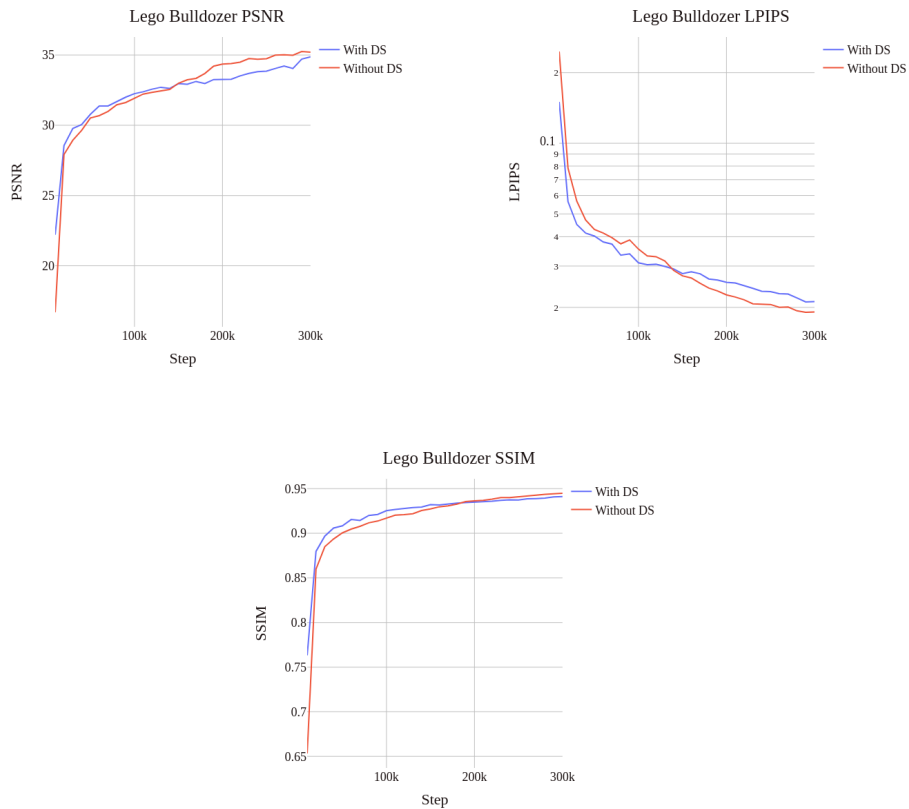 Lego Bulldozer PSNR
35
30
25
20
PSNR
100k
200k
300k
Step
With DS
Without DS
Lego Bulldozer LPIPS
2
0.1
9
8
7
6
5
4
3
2
LPIPS
100k
200k
300k
Step
With DS
Without DS
Lego Bulldozer SSIM
0.95
0.9
0.85
0.8
0.75
0.7
0.65
SSIM
100k
200k
300k
Step
With DS
Without DS